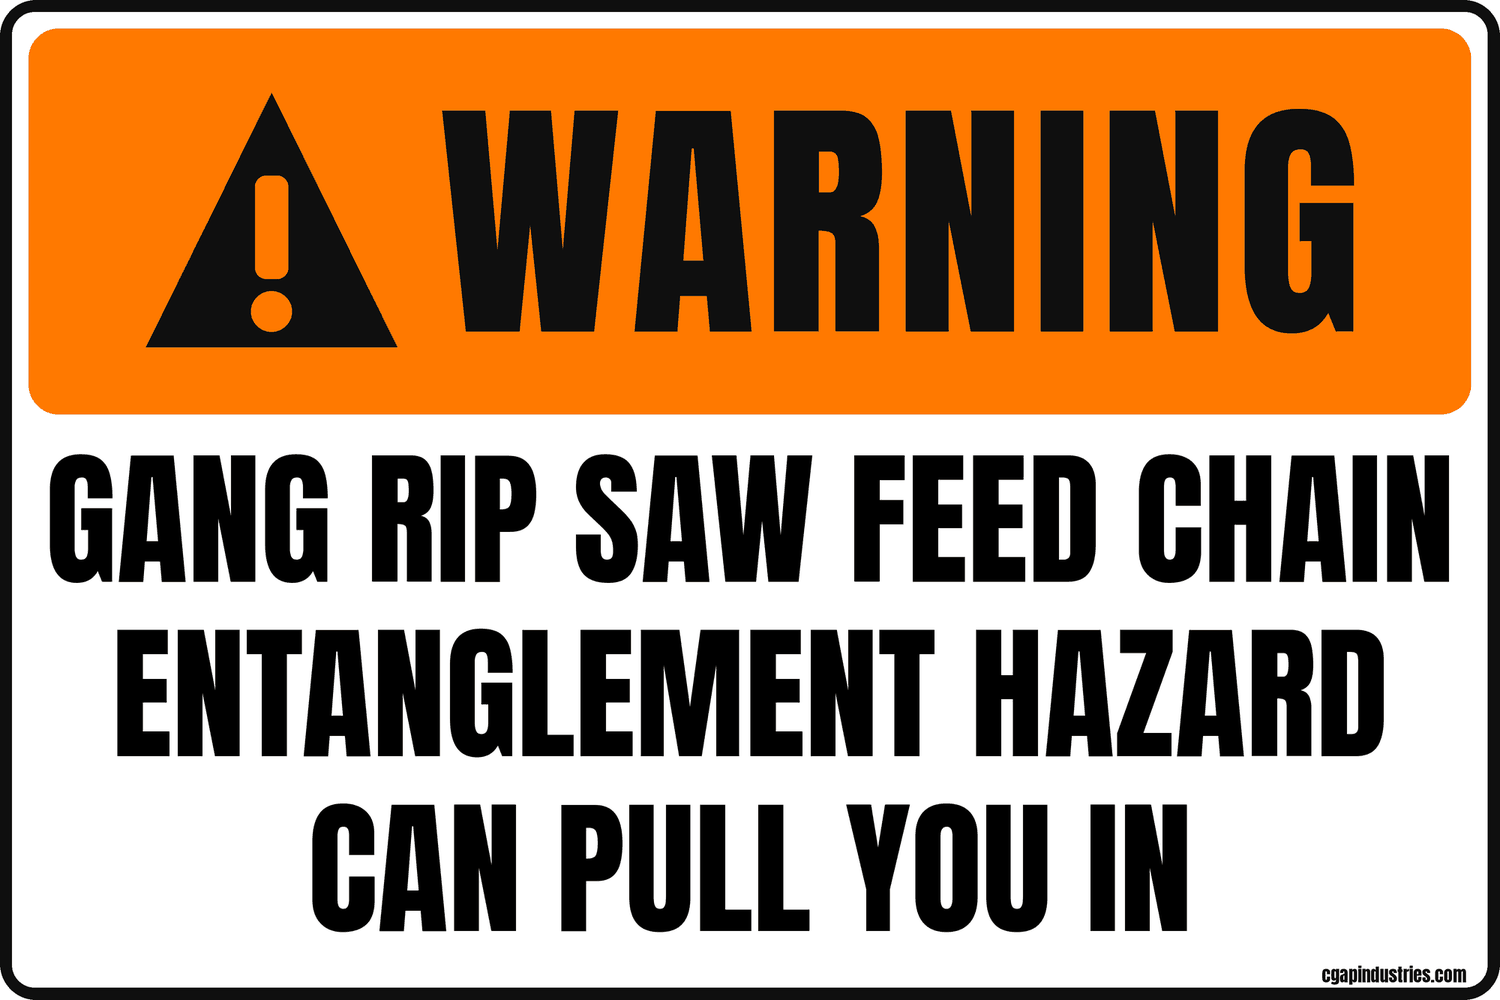 WARNING
GANG RIP SAW FEED CHAIN
ENTANGLEMENT HAZARD
CAN PULL YOU IN
cgapindustries.com